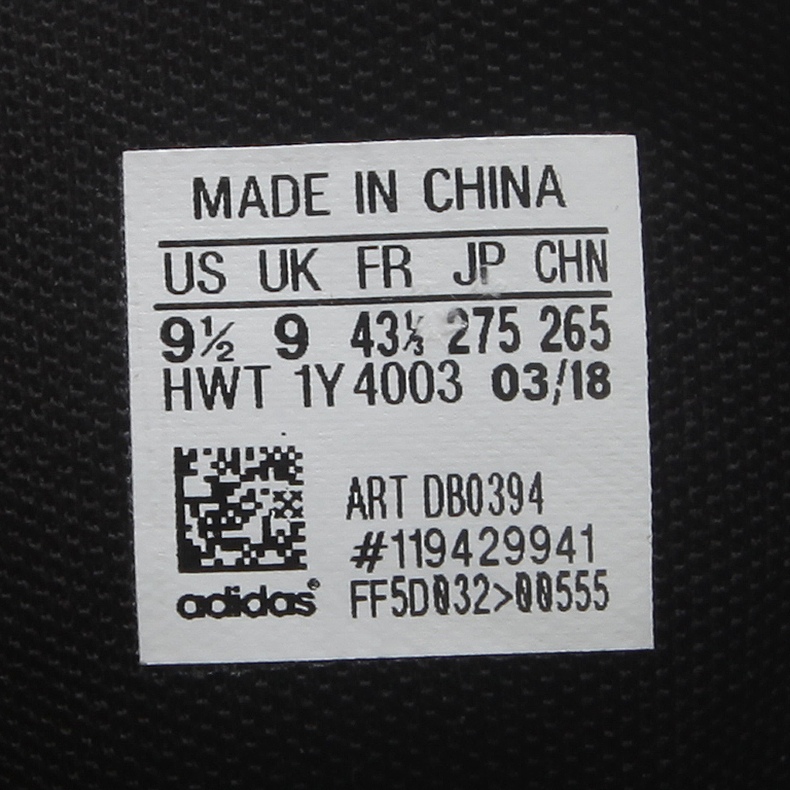 MADE IN CHINA
US UK FR JP CHN
9½ 9 43⅓ 275 265
HWT 1Y4003 03/18
ART DB0394
#119429941
adidas® FF5D032>00555